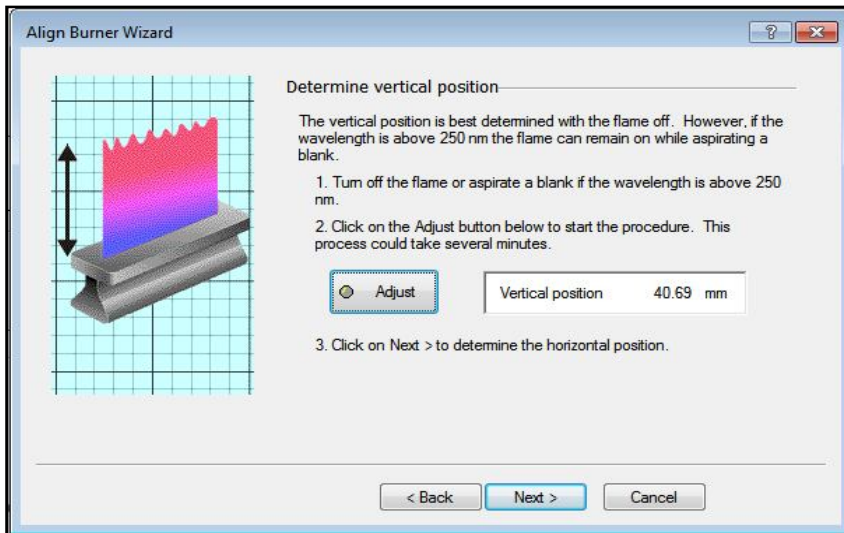 Align Burner Wizard
?
Determine vertical position
The vertical position is best determined with the flame off. However, if the
wavelength is above 250 nm the flame can remain on while aspirating a
blank.
1. Turn off the flame or aspirate a blank if the wavelength is above 250
nm.
2. Click on the Adjust button below to start the procedure. This
process could take several minutes.
Adjust
Vertical position 40.69 mm
3. Click on Next > to determine the horizontal position.
< Back
Next >
Cancel